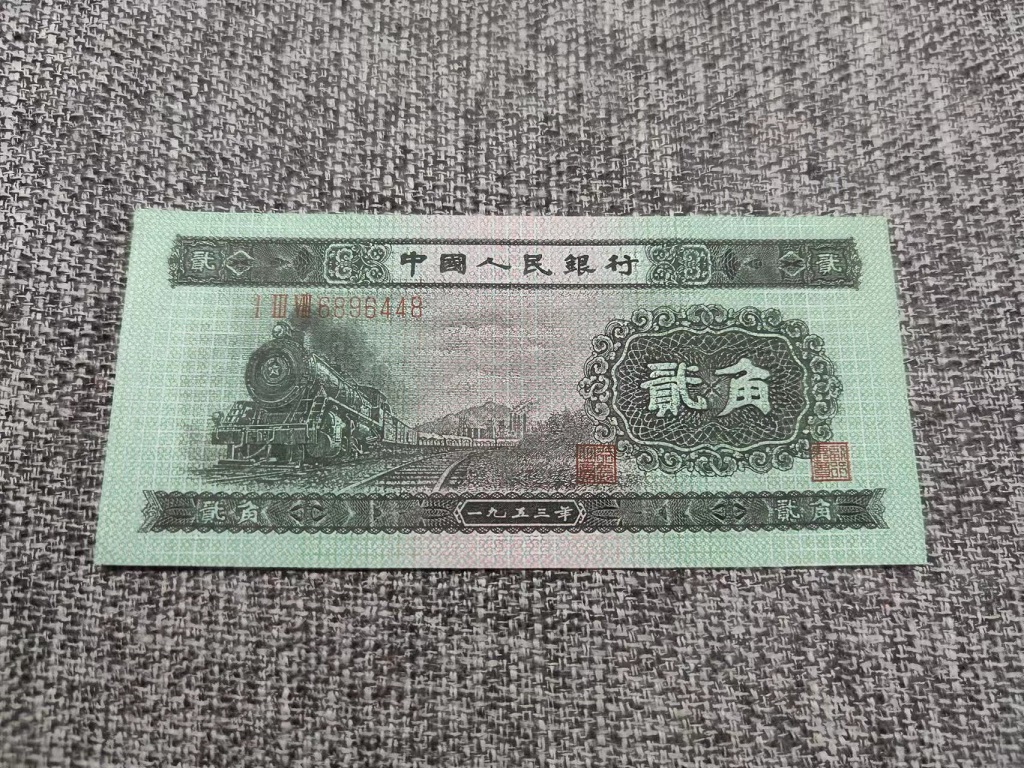 貳 中國人民銀行 貳
I III VIII 6896448
貳角
貳角 一九五三年 貳角